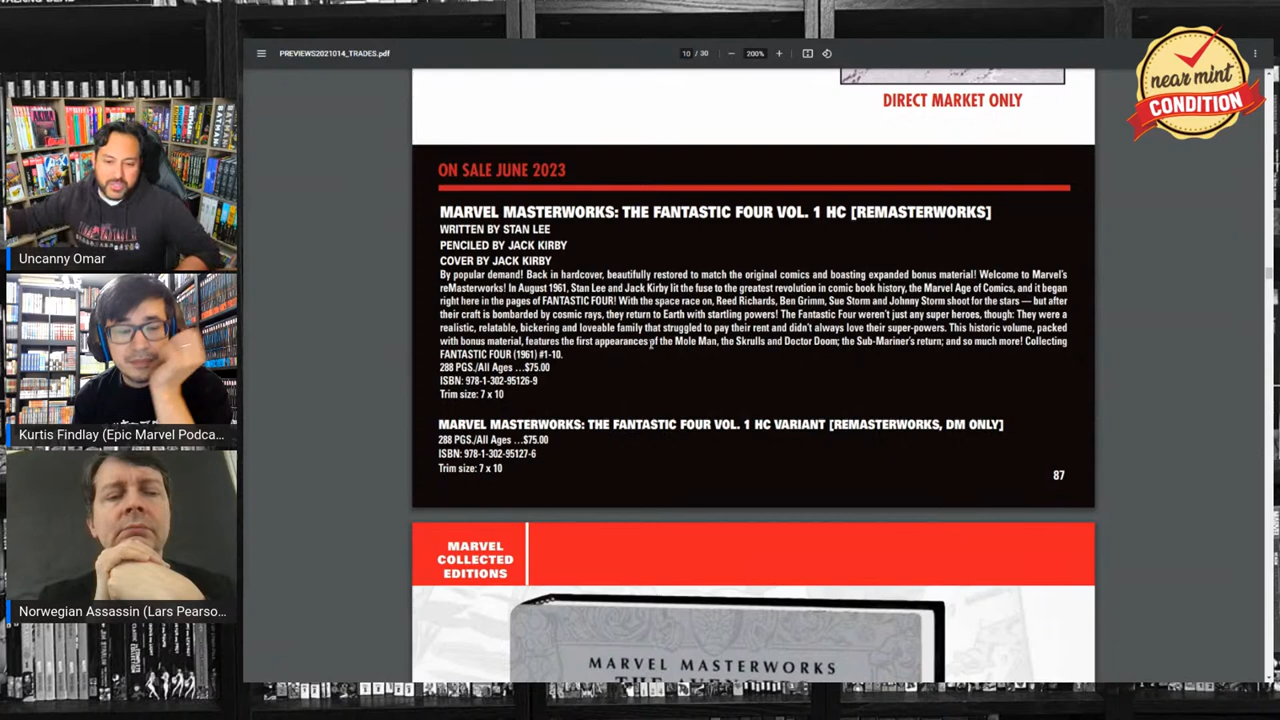 PREVIEWS2021014_TRADES.pdf
10 / 30
200%
near mint
CONDITION
DIRECT MARKET ONLY
ON SALE JUNE 2023
MARVEL MASTERWORKS: THE FANTASTIC FOUR VOL. 1 HC [REMASTERWORKS]
WRITTEN BY STAN LEE
PENCILED BY JACK KIRBY
COVER BY JACK KIRBY
By popular demand! Back in hardcover, beautifully restored to match the original comics and boasting expanded bonus material! Welcome to Marvel's
reMasterworks! In August 1961, Stan Lee and Jack Kirby lit the fuse to the greatest revolution in comic book history, the Marvel Age of Comics, and it began
right here in the pages of FANTASTIC FOUR! With the space race on, Reed Richards, Ben Grimm, Sue Storm and Johnny Storm shoot for the stars — but after
their craft is bombarded by cosmic rays, they return to Earth with startling powers! The Fantastic Four weren't just any super heroes, though: They were a
realistic, relatable, bickering and loveable family that struggled to pay their rent and didn't always love their super-powers. This historic volume, packed
with bonus material, features the first appearances of the Mole Man, the Skrulls and Doctor Doom; the Sub-Mariner's return; and so much more! Collecting
FANTASTIC FOUR (1961) #1-10.
288 PGS./All Ages ...$75.00
ISBN: 978-1-302-95126-9
Trim size: 7 x 10
MARVEL MASTERWORKS: THE FANTASTIC FOUR VOL. 1 HC VARIANT [REMASTERWORKS, DM ONLY]
288 PGS./All Ages ...$75.00
ISBN: 978-1-302-95127-6
Trim size: 7 x 10
87
MARVEL
COLLECTED
EDITIONS
MARVEL MASTERWORKS
Uncanny Omar
Kurtis Findlay (Epic Marvel Podca...
Norwegian Assassin (Lars Pearso...